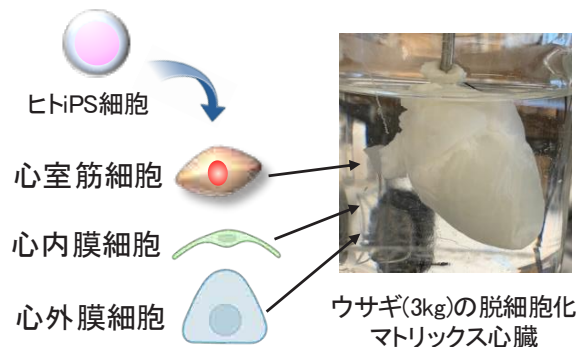 ヒトiPS細胞
心室筋細胞
心内膜細胞
心外膜細胞
ウサギ(3kg)の脱細胞化
マトリックス心臓